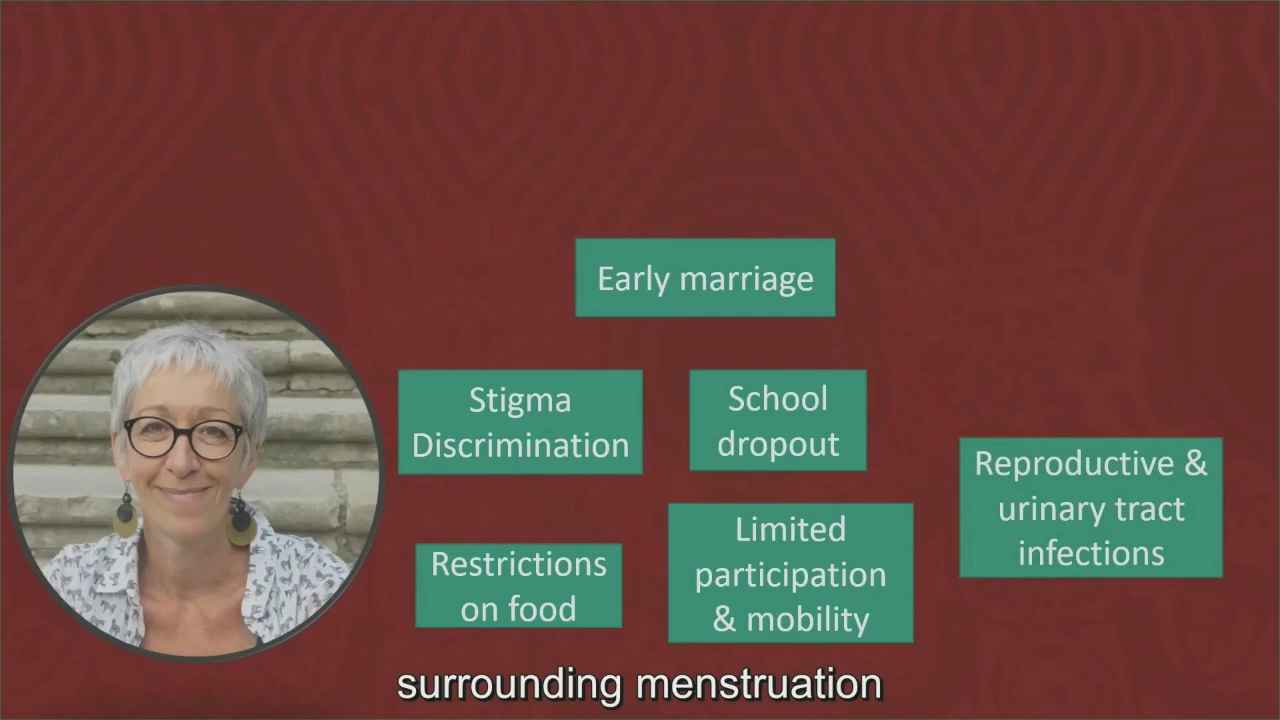 Early marriage
Stigma
Discrimination
School
dropout
Reproductive &
urinary tract
infections
Restrictions
on food
Limited
participation
& mobility
surrounding menstruation